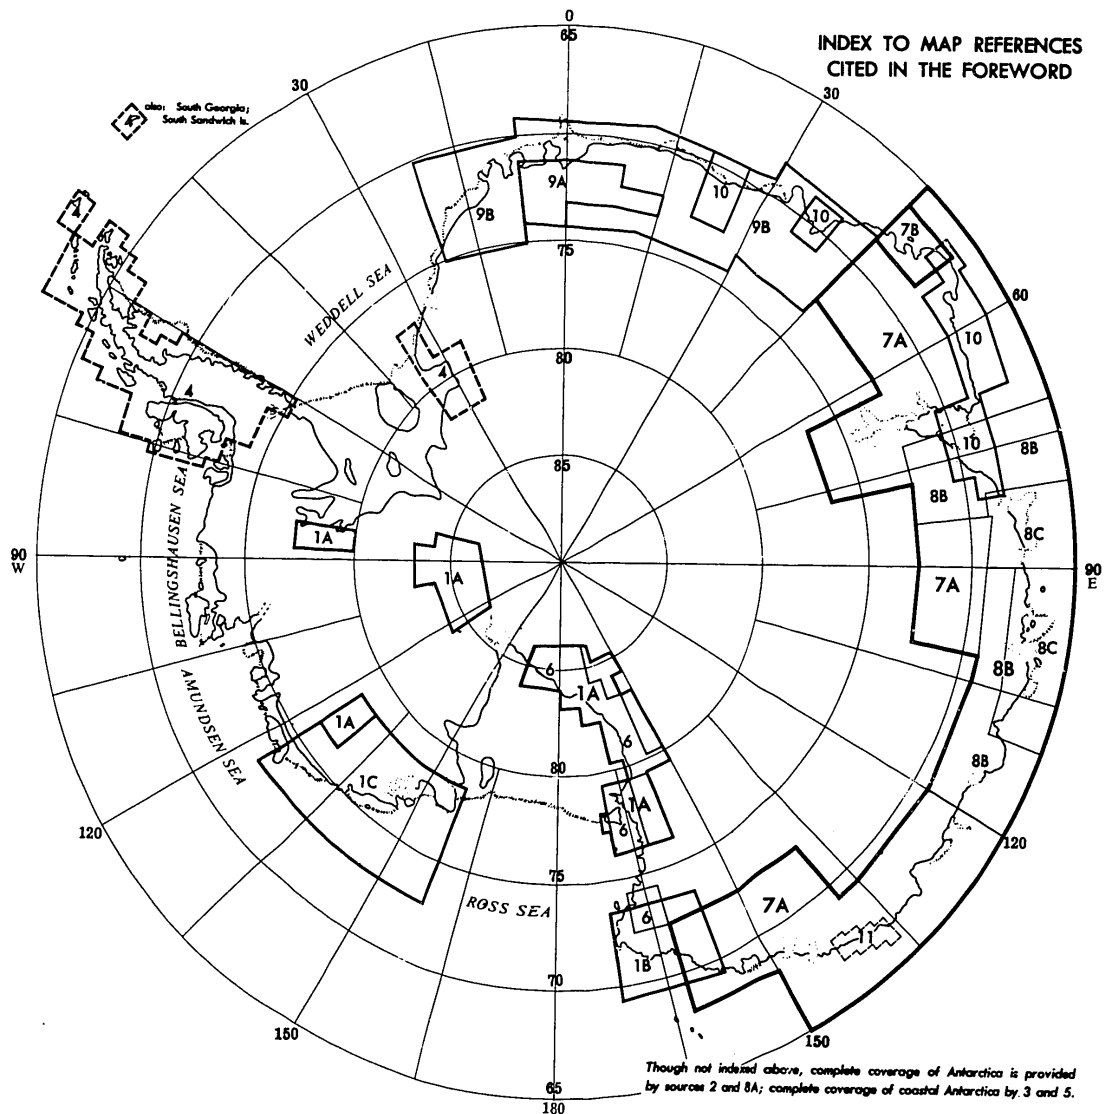 0
65
INDEX TO MAP REFERENCES
CITED IN THE FOREWORD
30
30
also: South Georgia;
South Sandwich Is.
4
9A
10
10
9B
9B
7B
4
4
75
WEDDELL SEA
60
7A
10
80
4
4
10
8B
85
8B
BELLINGSHAUSEN SEA
1A
8C
90
W
1A
7A
90
E
8C
6
8B
1A
AMUNDSEN SEA
1A
6
8B
80
1C
1A
6
120
120
75
ROSS SEA
6
7A
11
1B
70
150
150
Though not indexed above, complete coverage of Antarctica is provided
by sources 2 and 8A; complete coverage of coastal Antarctica by 3 and 5.
65
180